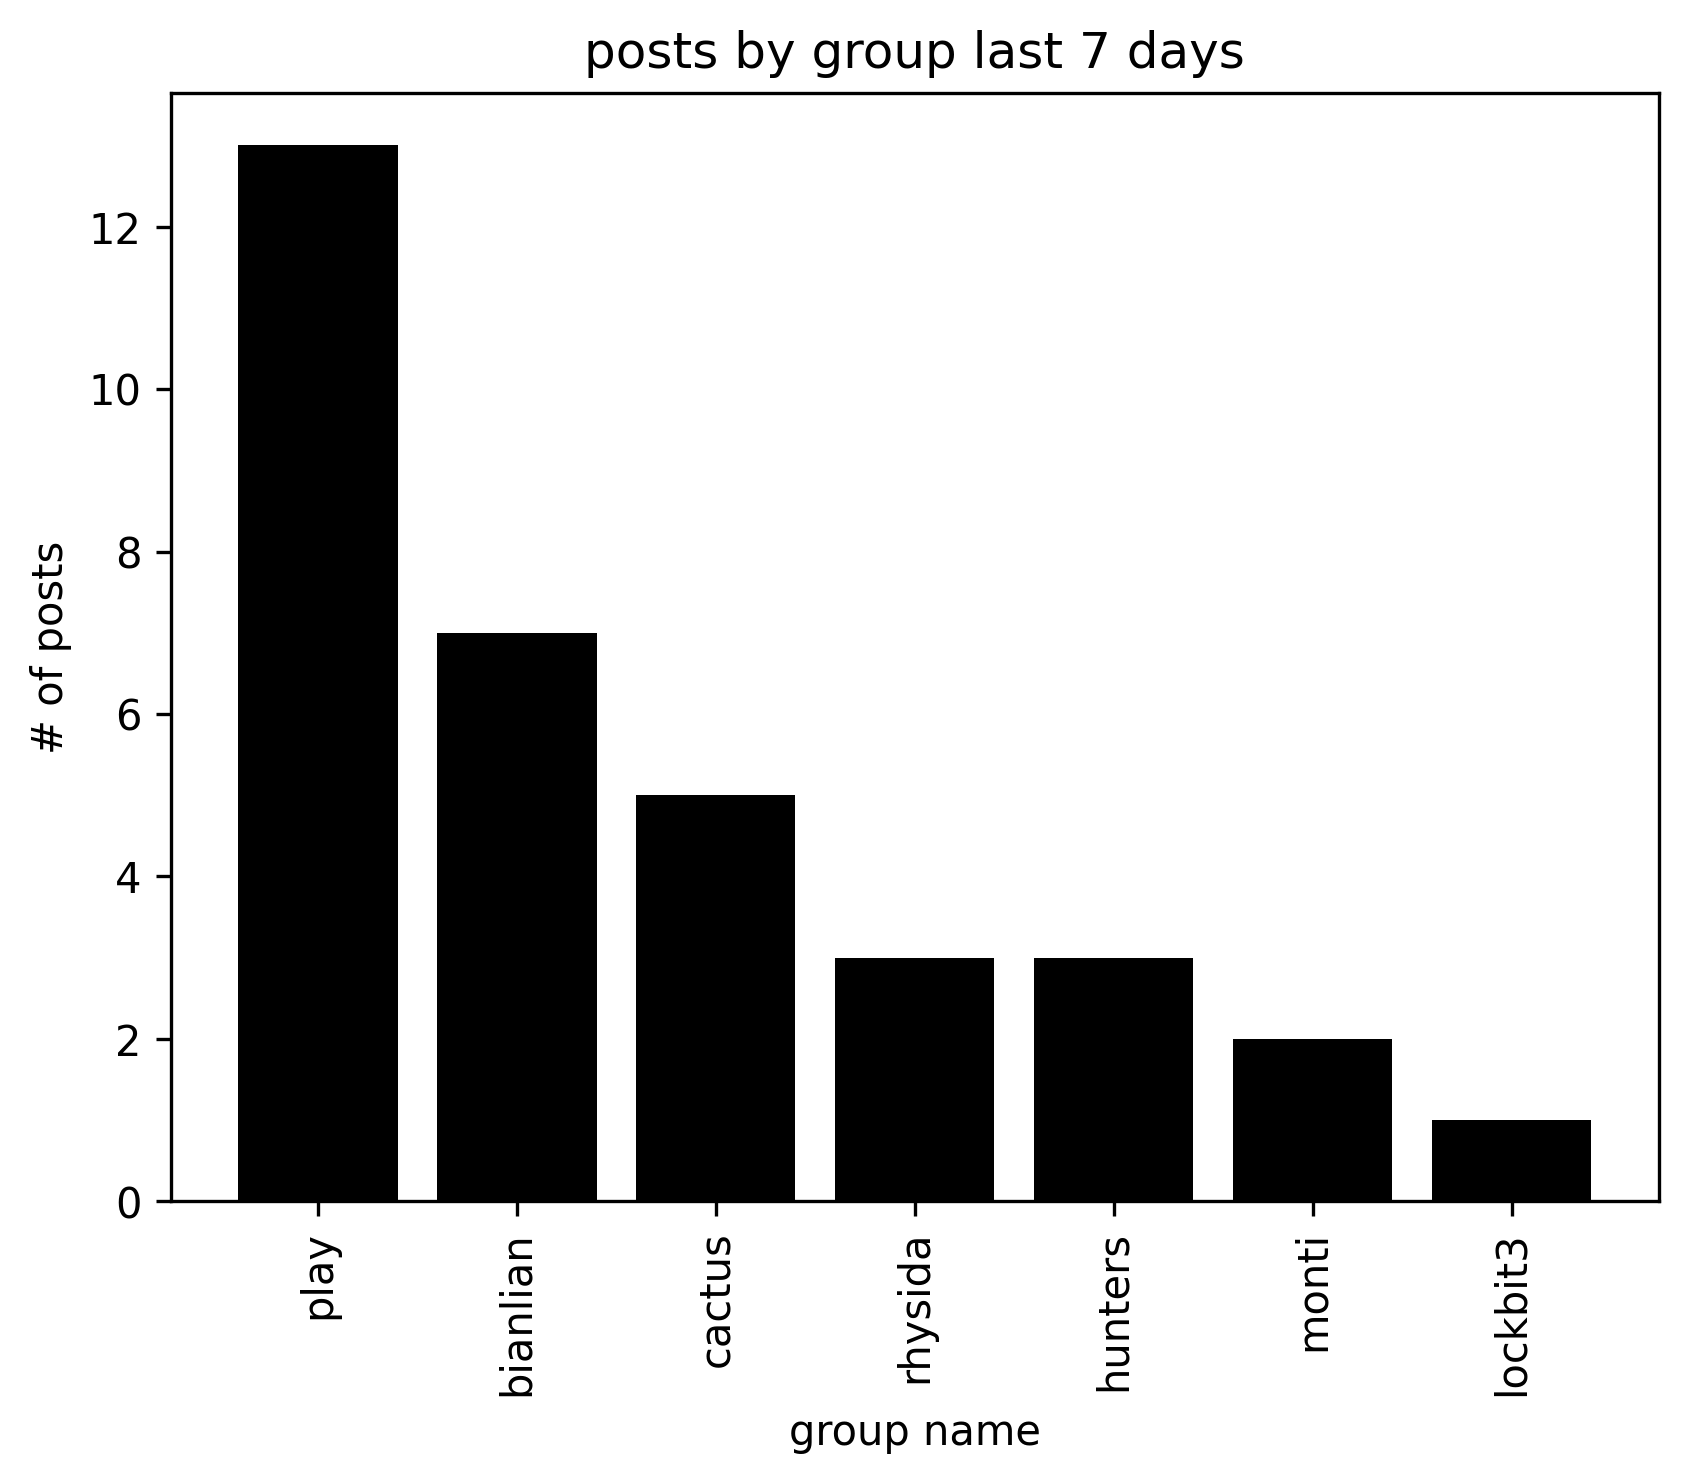 posts by group last 7 days
# of posts
12
10
8
6
4
2
0
play
bianlian
cactus
rhysida
hunters
monti
lockbit3
group name